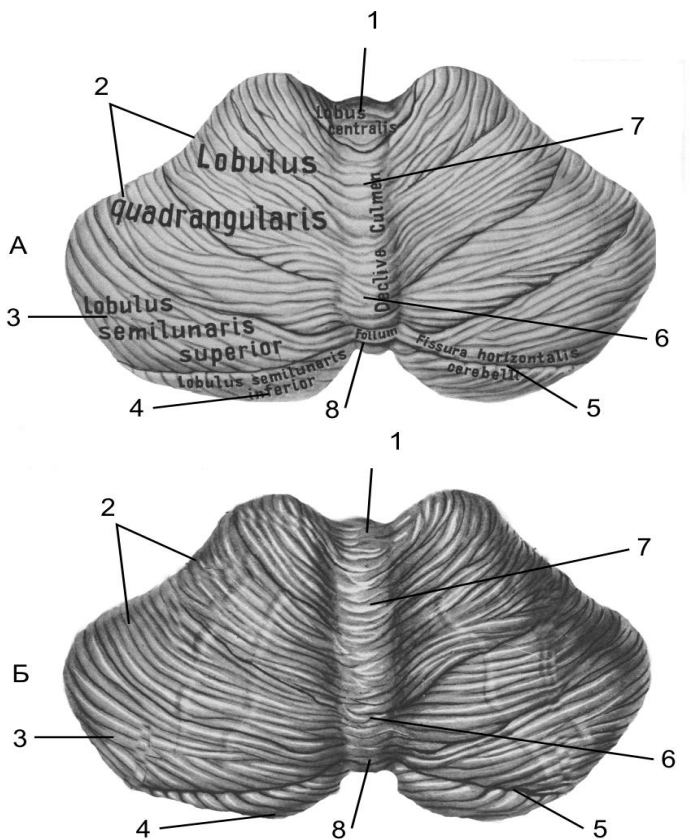 1
2
Lobus
centralis
7
Lobulus
quadrangularis
Culmen
Declive
А
3
Lobulus
semilunaris
superior
Folium
6
Fissura horizontalis
cerebelli
Lobulus semilunaris
inferior
4
8
5
1
2
7
Б
3
6
4
8
5